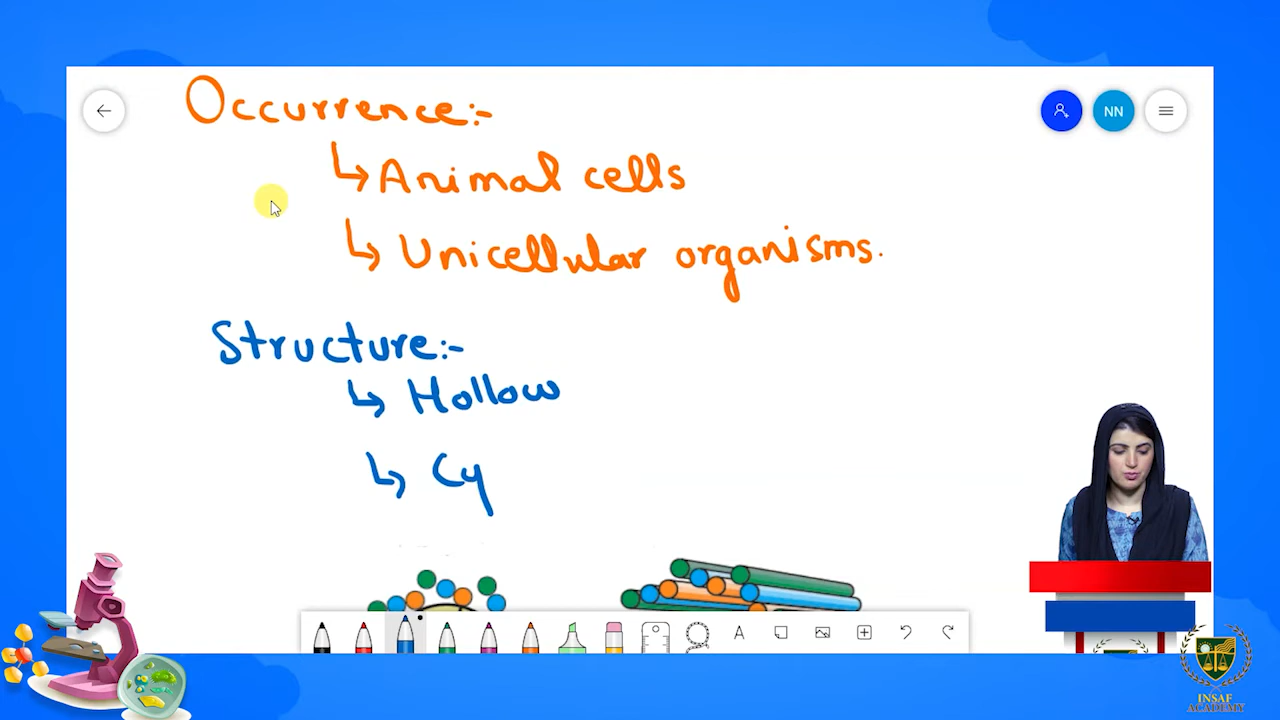 Occurrence:-
↳ Animal cells
↳ Unicellular organisms.
Structure:-
↳ Hollow
↳ Cy
NN
A
INSAF
ACADEMY